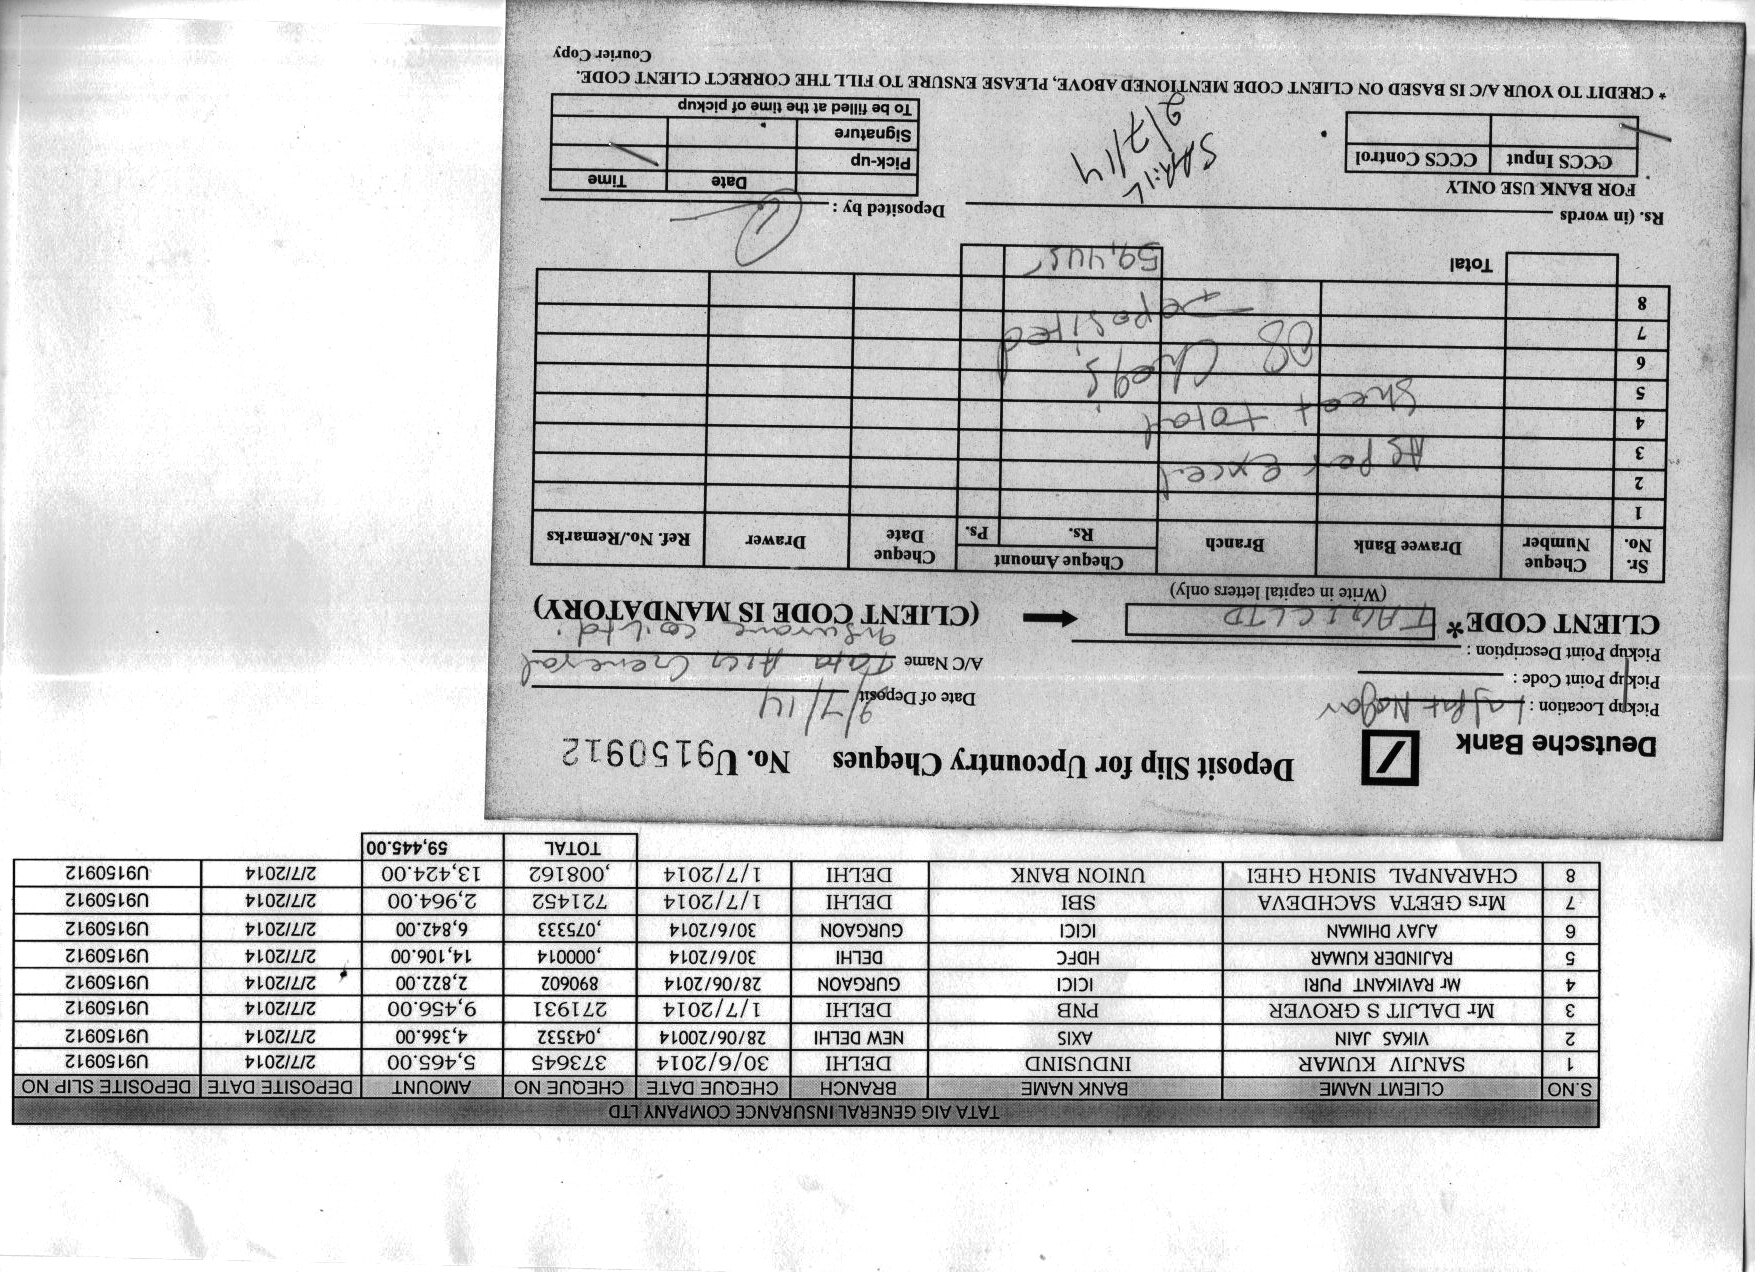 TATA AIG GENERAL INSURANCE COMPANY LTD
S.NO CLIEMT NAME BANK NAME BRANCH CHEQUE DATE CHEQUE NO AMOUNT DEPOSITE DATE DEPOSITE SLIP NO
1 SANJIV KUMAR INDUSIND DELHI 30/6/2014 373645 5,465.00 2/7/2014 U9150912
2 VIKAS JAIN AXIS NEW DELHI 28/06/20014 ,043532 4,366.00 2/7/2014 U9150912
3 Mr DALJIT S GROVER PNB DELHI 1/7/2014 271931 9,456.00 2/7/2014 U9150912
4 Mr RAVIKANT PURI ICICI GURGAON 28/06/2014 890602 2,822.00 2/7/2014 U9150912
5 RAJINDER KUMAR HDFC DELHI 30/6/2014 ,000014 14,106.00 2/7/2014 U9150912
6 AJAY DHIMAN ICICI GURGAON 30/6/2014 ,075333 6,842.00 2/7/2014 U9150912
7 Mrs GEETA SACHDEVA SBI DELHI 1/7/2014 721452 2,964.00 2/7/2014 U9150912
8 CHARANPAL SINGH GHEI UNION BANK DELHI 1/7/2014 ,008162 13,424.00 2/7/2014 U9150912
TOTAL 59,445.00
Deutsche Bank Deposit Slip for Upcountry Cheques No. U9150912
Pickup Location : Lajpat Nagar
Date of Deposit 2/7/14
Pickup Point Code :
A/C Name Tata AIG General
Insurance co. Ltd.
Pickup Point Description :
CLIENT CODE* TAGICLTD (CLIENT CODE IS MANDATORY)
(Write in capital letters only)
Sr. No. Cheque Number Drawee Bank Branch Cheque Amount Rs. Ps. Cheque Date Drawer Ref. No./Remarks
1
2
3
4
5
6
7
8
As per excel
Sheet total
08 Cheq's
deposited
Total 59,445
Rs. (in words
Deposited by :
FOR BANK USE ONLY
CCCS Input CCCS Control
SAHIL
2/7/14
Date Time
Pick-up
Signature
To be filled at the time of pickup
* CREDIT TO YOUR A/C IS BASED ON CLIENT CODE MENTIONED ABOVE, PLEASE ENSURE TO FILL THE CORRECT CLIENT CODE.
Courier Copy